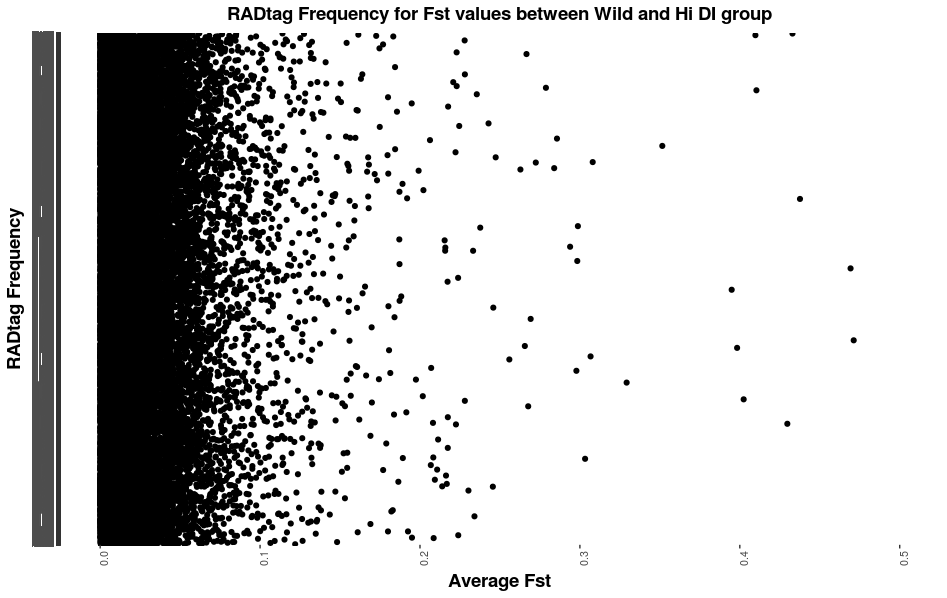 RADtag Frequency for Fst values between Wild and Hi DI group
RADtag Frequency
0.0
0.1
0.2
0.3
0.4
0.5
Average Fst